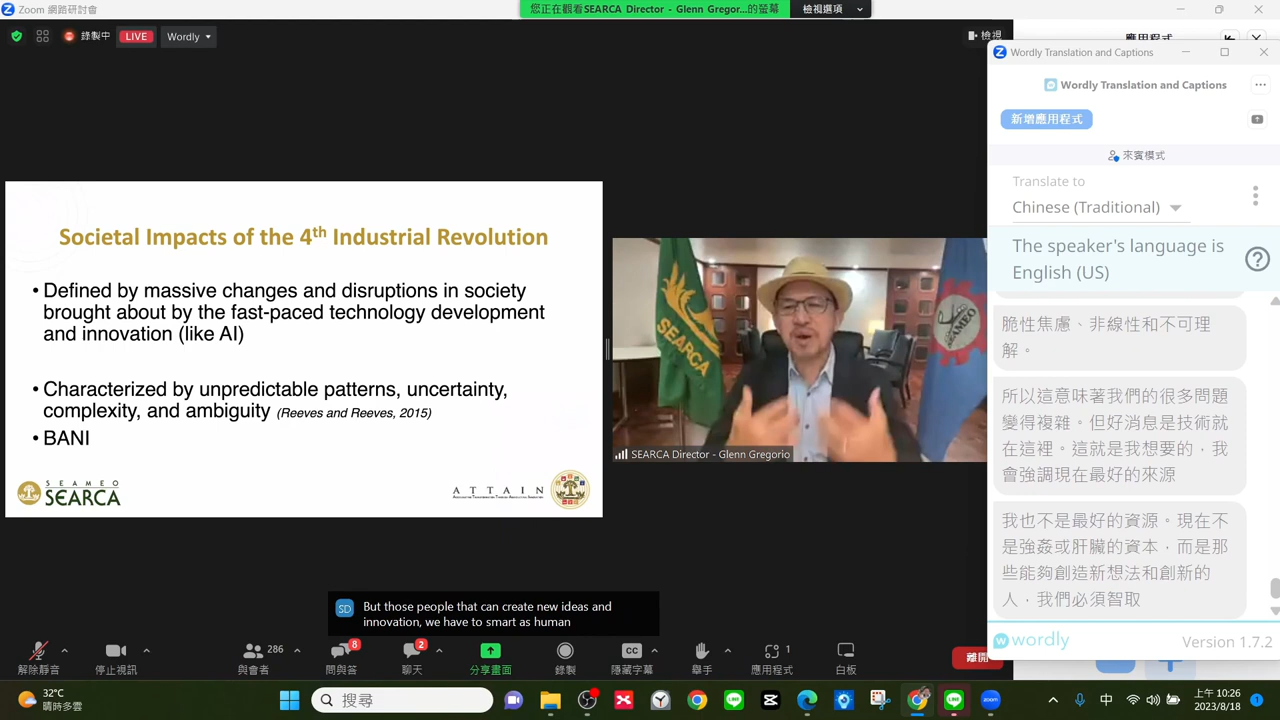 Zoom 網路研討會
您正在觀看SEARCA Director - Glenn Gregor...的螢幕
檢視選項
錄製中
LIVE
Wordly
檢視
Societal Impacts of the 4th Industrial Revolution
• Defined by massive changes and disruptions in society
brought about by the fast-paced technology development
and innovation (like AI)
• Characterized by unpredictable patterns, uncertainty,
complexity, and ambiguity (Reeves and Reeves, 2015)
• BANI
SEAMEO
SEARCA
ATTAIN
SEARCA
SEAMEO
SEARCA Director - Glenn Gregorio
應用程式
Wordly Translation and Captions
Wordly Translation and Captions
新增應用程式
來賓模式
Translate to
Chinese (Traditional)
The speaker's language is
English (US)
脆性焦慮、非線性和不可理
解。
所以這意味著我們的很多問題
變得複雜。但好消息是技術就
在這裡。這就是我想要的，我
會強調現在最好的來源
我也不是最好的資源。現在不
是強姦或肝臟的資本，而是那
些能夠創造新想法和創新的
人，我們必須智取
wordly
Version 1.7.2
SD
But those people that can create new ideas and
innovation, we have to smart as human
解除靜音
停止視訊
286
與會者
8
問與答
2
聊天
分享畫面
錄製
CC
隱藏字幕
舉手
1
應用程式
白板
離開
32°C
晴時多雲
搜尋
中
上午 10:26
2023/8/18